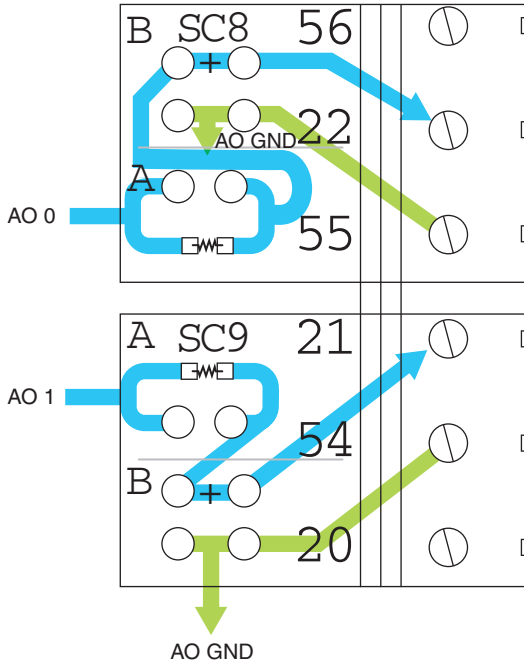 B SC8 56
+
22
AO GND
A
AO 0
55
A SC9 21
AO 1
54
B
+
20
AO GND